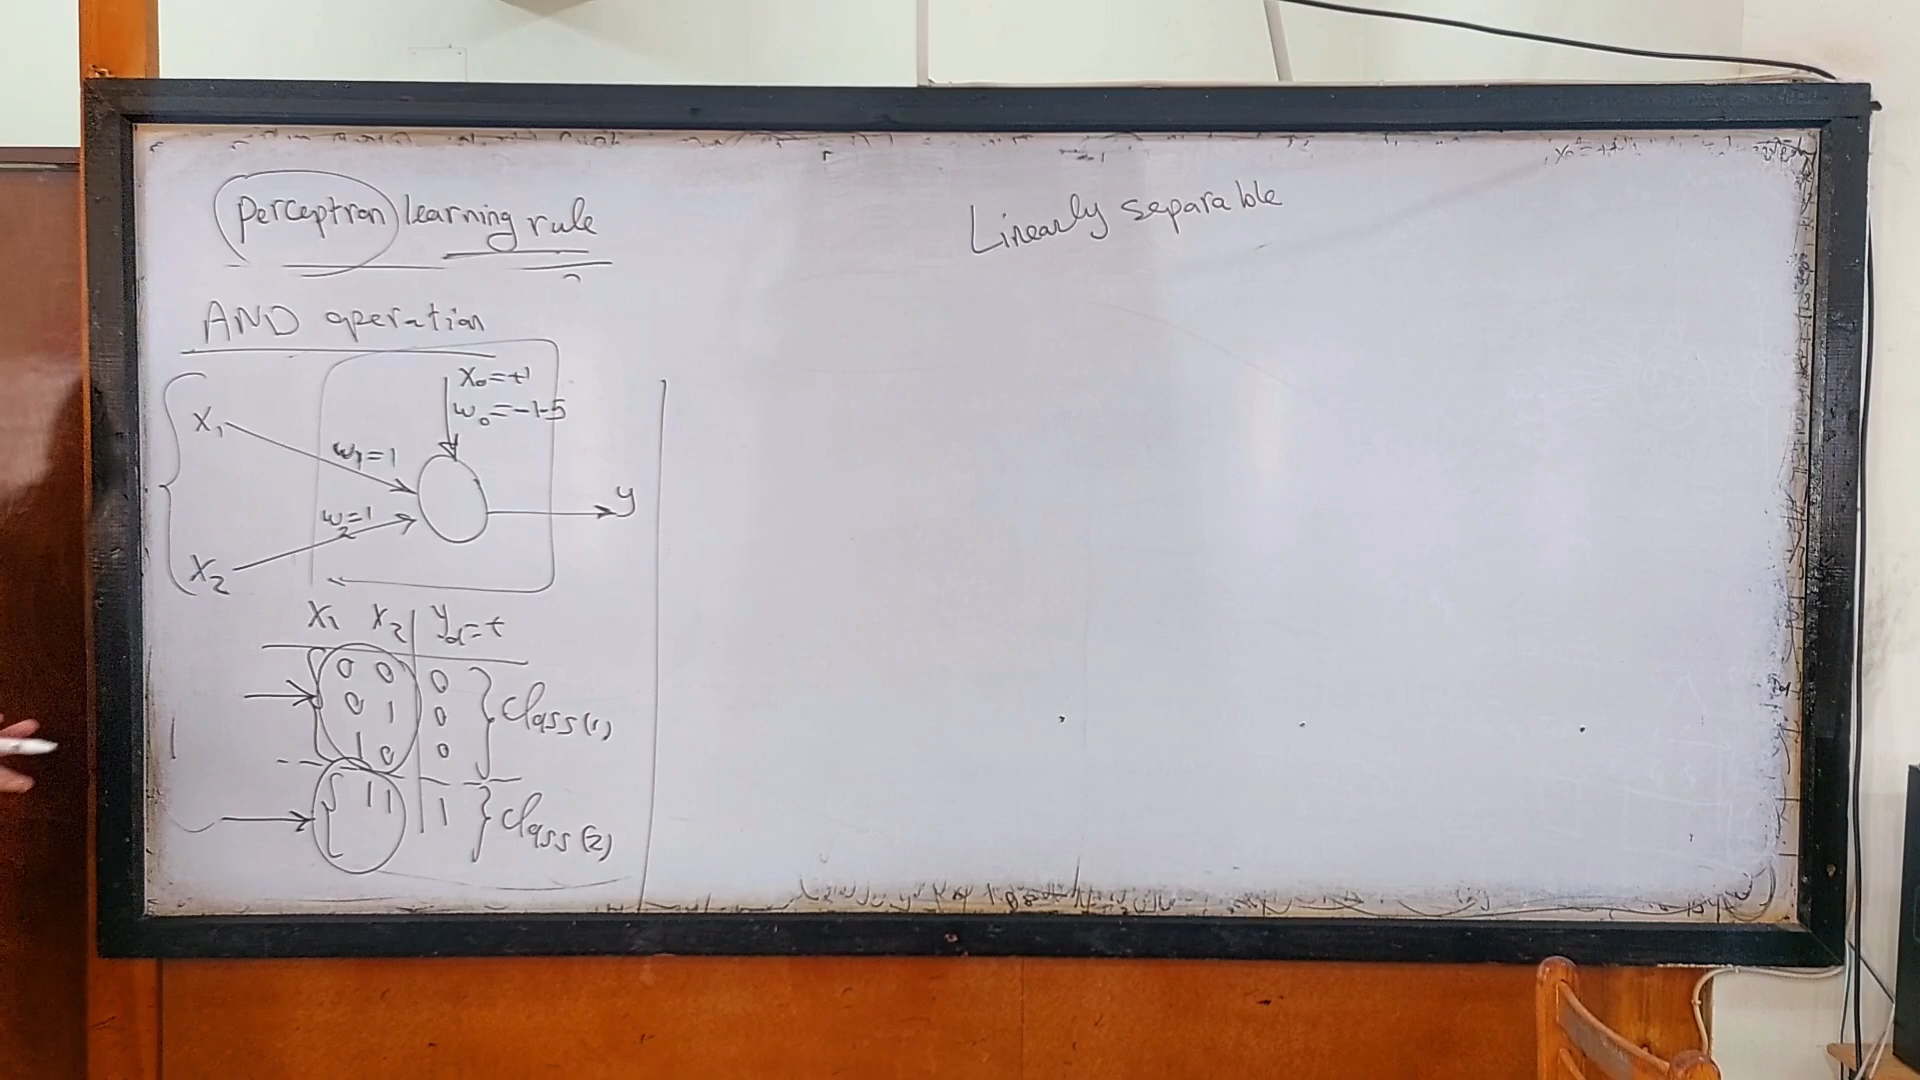 Perceptron learning rule
AND operation
x₀=+1
w₀=-1.5
x₁
w₁=1
w₂=1
y
x₂
x₁ x₂ y_d=t
0 0 0
0 1 0
1 0 0
class(1)
1 1 1
class(2)
Linearly separable